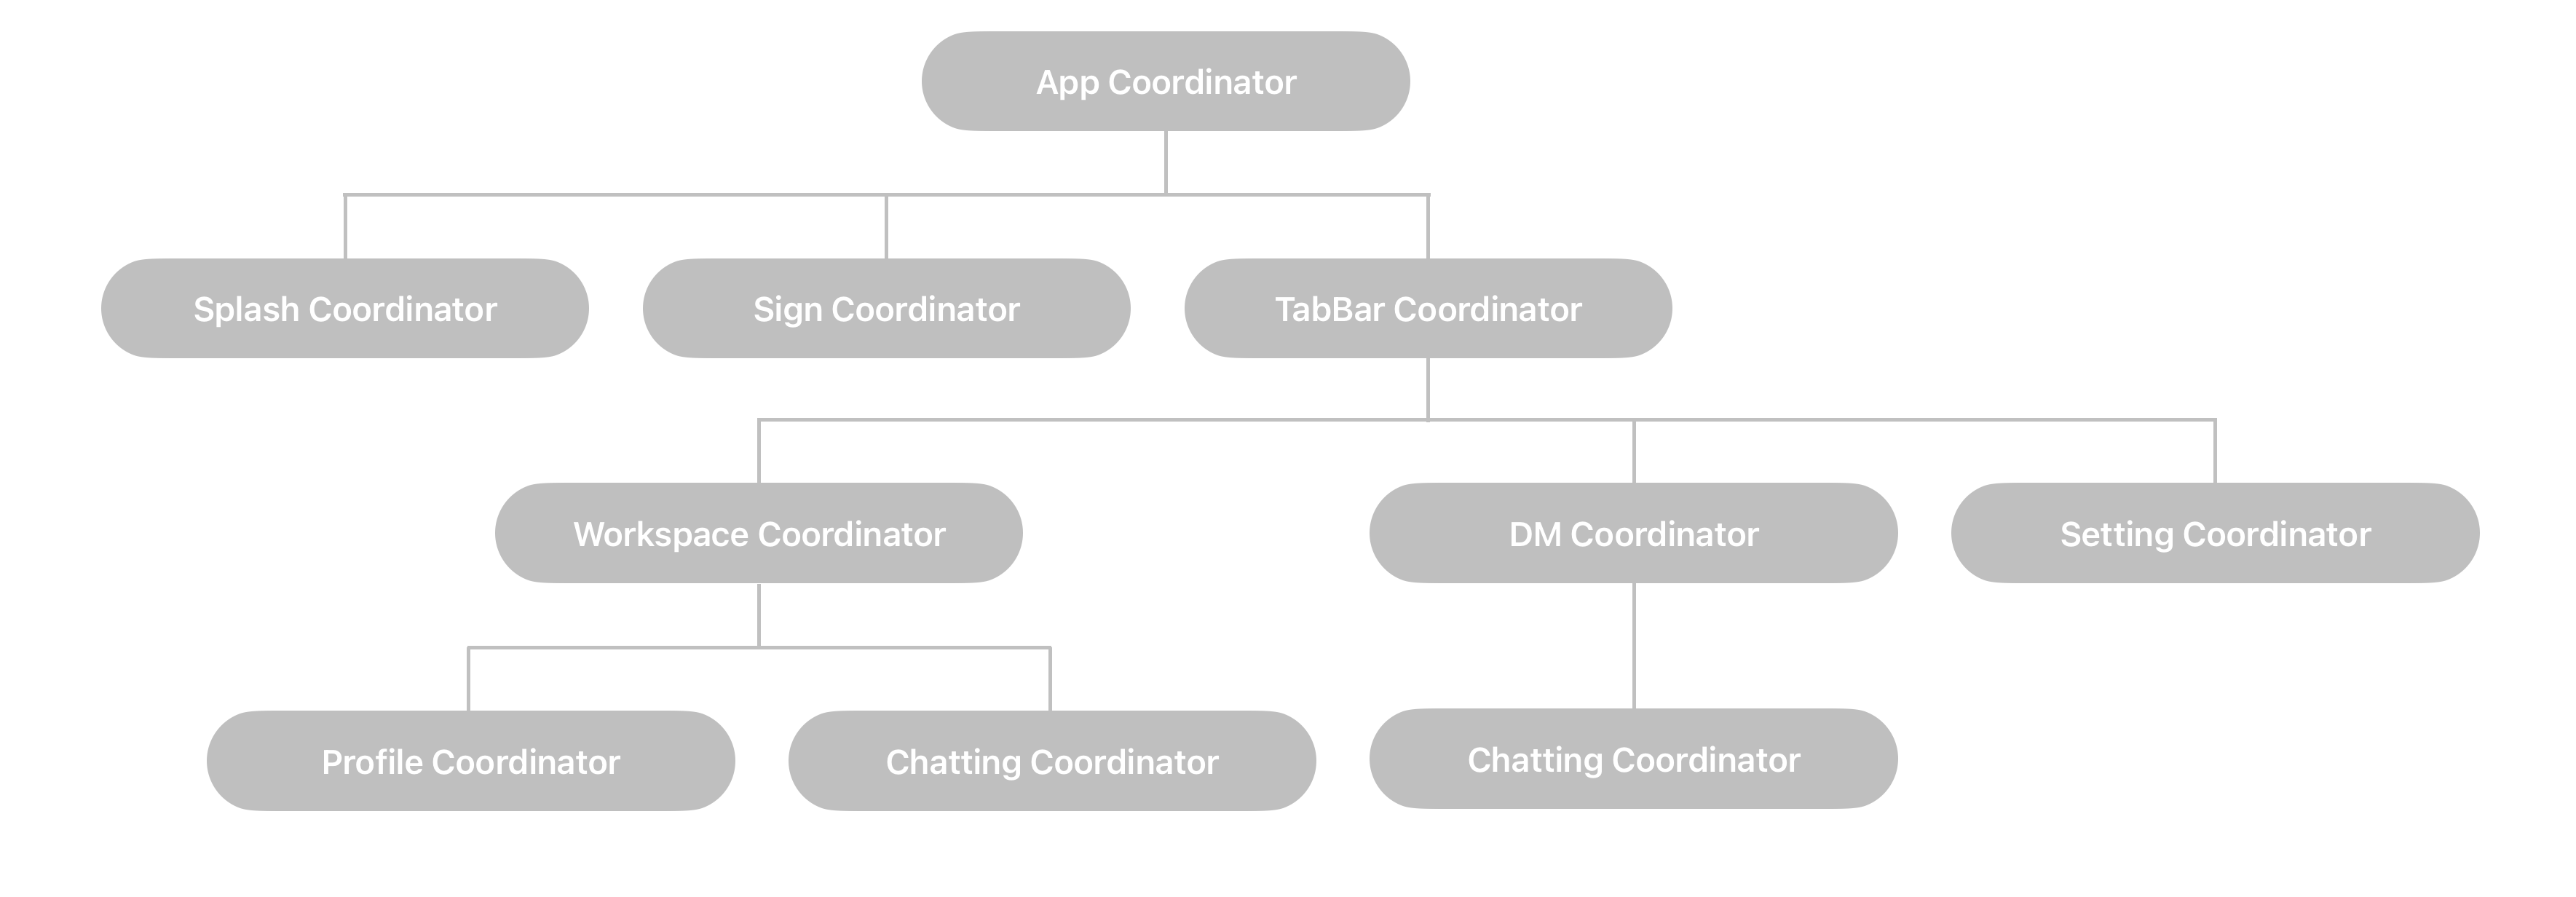 App Coordinator
Splash Coordinator
Sign Coordinator
TabBar Coordinator
Workspace Coordinator
DM Coordinator
Setting Coordinator
Profile Coordinator
Chatting Coordinator
Chatting Coordinator